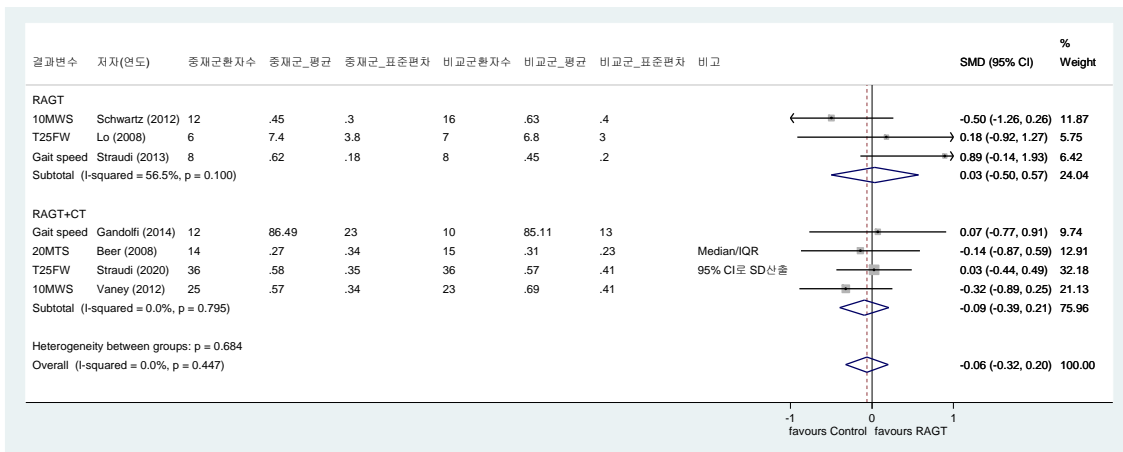 %
결과변수 저자(연도) 중재군환자수 중재군_평균 중재군_표준편차 비교군환자수 비교군_평균 비교군_표준편차 비고 SMD (95% CI) Weight
RAGT
10MWS Schwartz (2012) 12 .45 .3 16 .63 .4 -0.50 (-1.26, 0.26) 11.87
T25FW Lo (2008) 6 7.4 3.8 7 6.8 3 0.18 (-0.92, 1.27) 5.75
Gait speed Straudi (2013) 8 .62 .18 8 .45 .2 0.89 (-0.14, 1.93) 6.42
Subtotal (I-squared = 56.5%, p = 0.100) 0.03 (-0.50, 0.57) 24.04
RAGT+CT
Gait speed Gandolfi (2014) 12 86.49 23 10 85.11 13 0.07 (-0.77, 0.91) 9.74
20MTS Beer (2008) 14 .27 .34 15 .31 .23 Median/IQR -0.14 (-0.87, 0.59) 12.91
T25FW Straudi (2020) 36 .58 .35 36 .57 .41 95% CI로 SD산출 0.03 (-0.44, 0.49) 32.18
10MWS Vaney (2012) 25 .57 .34 23 .69 .41 -0.32 (-0.89, 0.25) 21.13
Subtotal (I-squared = 0.0%, p = 0.795) -0.09 (-0.39, 0.21) 75.96
Heterogeneity between groups: p = 0.684
Overall (I-squared = 0.0%, p = 0.447) -0.06 (-0.32, 0.20) 100.00
-1 0 1
favours Control favours RAGT